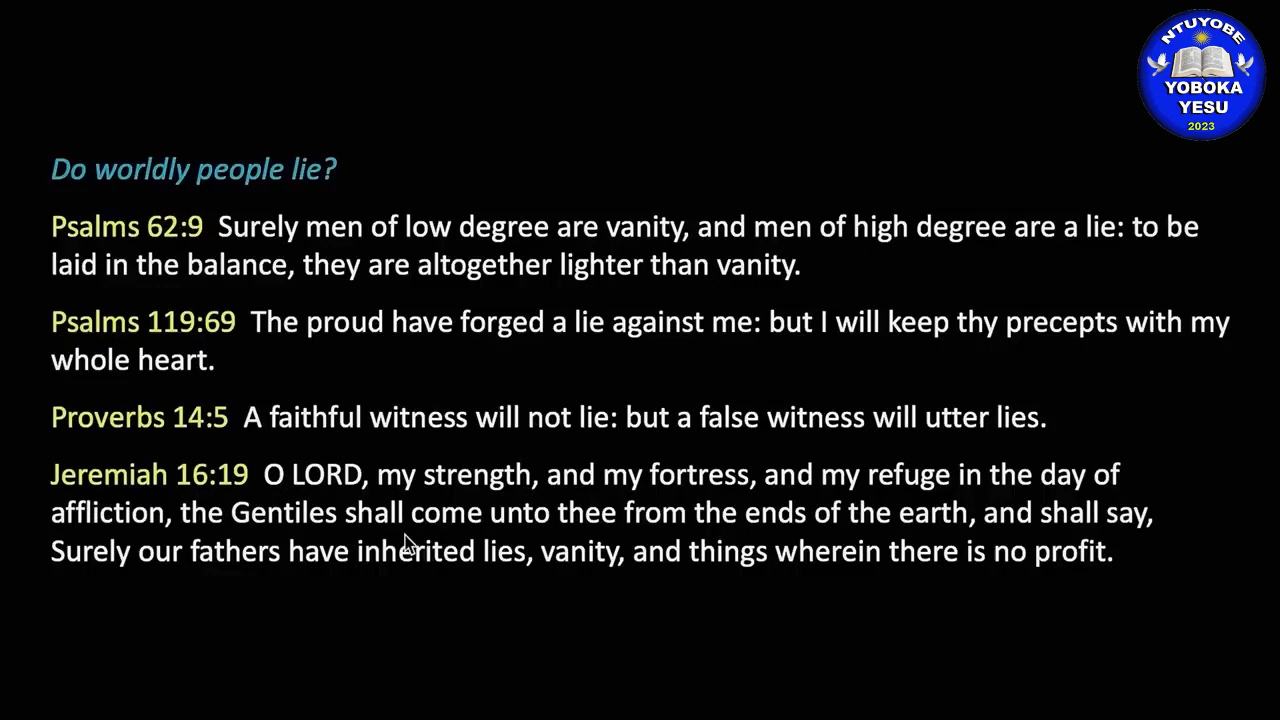 NTUYOBE
YOBOKA
YESU
2023
Do worldly people lie?
Psalms 62:9 Surely men of low degree are vanity, and men of high degree are a lie: to be
laid in the balance, they are altogether lighter than vanity.
Psalms 119:69 The proud have forged a lie against me: but I will keep thy precepts with my
whole heart.
Proverbs 14:5 A faithful witness will not lie: but a false witness will utter lies.
Jeremiah 16:19 O LORD, my strength, and my fortress, and my refuge in the day of
affliction, the Gentiles shall come unto thee from the ends of the earth, and shall say,
Surely our fathers have inherited lies, vanity, and things wherein there is no profit.